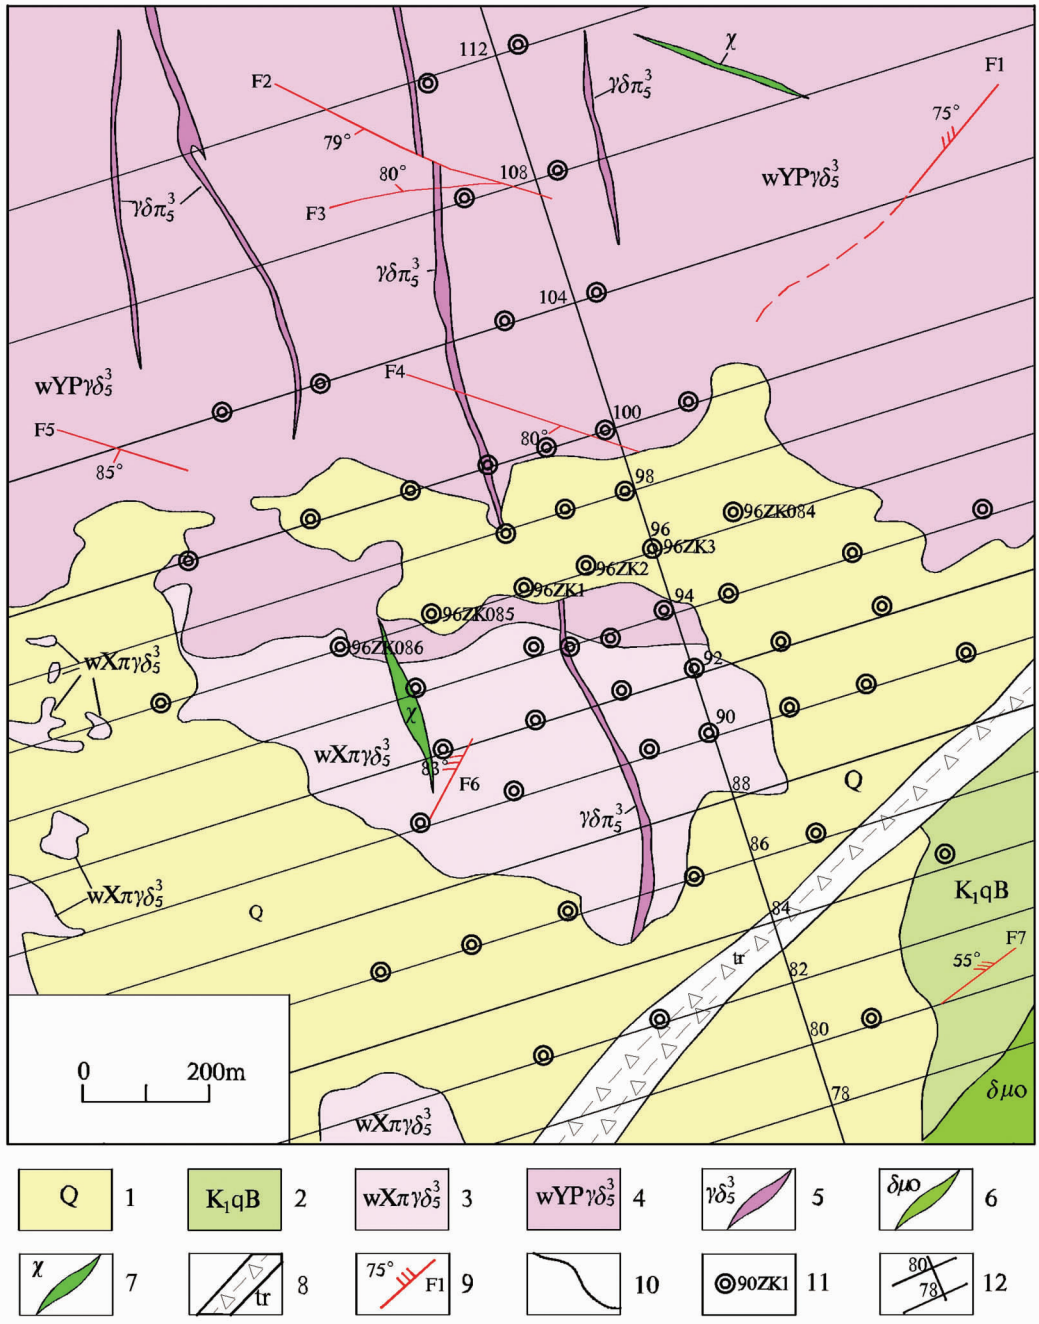 112
χ
F1
F2
γδπ₅³
75°
79°
108
wYPγδ₅³
80°
F3
γδπ₅³
γδπ₅³
104
wYPγδ₅³
F4
100
F5
80°
85°
98
96ZK084
96
96ZK3
96ZK2
96ZK1
94
96ZK085
96ZK086
92
wXπγδ₅³
χ
90
wXπγδ₅³
83°
F6
88
Q
γδπ₅³
86
wXπγδ₅³
K₁qB
Q
84
F7
tr
55°
82
80
0 200m
78
δμο
wXπγδ₅³
Q 1
K₁qB 2
wXπγδ₅³ 3
wYPγδ₅³ 4
γδ₅³ 5
δμο 6
χ 7
tr 8
75° F1 9
10
90ZK1 11
80 78 12